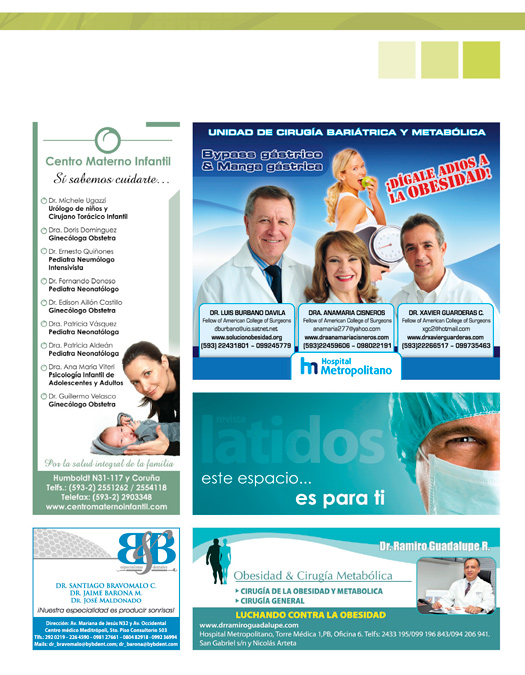 Centro Materno Infantil
Sí sabemos cuidarte...
Dr. Michele Ugazzi
Urólogo de niños y
Cirujano Torácico Infantil
Dra. Doris Domínguez
Ginecóloga Obstetra
Dr. Ernesto Quiñones
Pediatra Neumólogo
Intensivista
Dr. Fernando Donoso
Pediatra Neonatólogo
Dr. Edison Aillón Castillo
Ginecólogo Obstetra
Dra. Patricia Vásquez
Pediatra Neonatóloga
Dra. Patricia Aldeán
Pediatra Neonatóloga
Dra. Ana María Viteri
Psicología Infantil de
Adolescentes y Adultos
Dr. Guillermo Velasco
Ginecólogo Obstetra
Por la salud integral de la familia
Humboldt N31-117 y Coruña
Telfs.: (593-2) 2551262 / 2554118
Telefax: (593-2) 2903348
www.centromaternoinfantil.com
UNIDAD DE CIRUGÍA BARIÁTRICA Y METABÓLICA
Bypass gástrico
& Manga gástrica
¡DÍGALE ADIOS A
LA OBESIDAD!
DR. LUIS BURBANO DAVILA
Fellow of American College of Surgeons
dburbano@uio.satnet.net
www.solucionobesidad.org
(593) 22431801 - 099245779
DRA. ANAMARIA CISNEROS
Fellow of American College of Surgeons
anamaria277@yahoo.com
www.draanamariacisneros.com
(593)22459606 - 098022191
DR. XAVIER GUARDERAS C.
Fellow of American College of Surgeons
xgc2@hotmail.com
www.drxavierguarderas.com
(593)22266517 - 099735463
hm Hospital
Metropolitano
latidos
este espacio...
es para ti
B&B
DR. SANTIAGO BRAVOMALO C.
DR. JAIME BARONA M.
DR. JOSÉ MALDONADO
¡Nuestra especialidad es producir sonrisas!
Dirección: Av. Mariana de Jesús N32 y Av. Occidental
Centro médico Meditrópoli, 5to. Piso Consultorio 503
Tlfs.: 292 0219 - 226 4590 - 0981 27661 - 0804 82918 - 0992 36994
Mails: dr_bravomalo@bybdent.com; dr_barona@bybdent.com
Dr. Ramiro Guadalupe R.
Obesidad & Cirugía Metabólica
CIRUGÍA DE LA OBESIDAD Y METABOLICA
CIRUGÍA GENERAL
LUCHANDO CONTRA LA OBESIDAD
www.drramiroguadalupe.com
Hospital Metropolitano, Torre Médica 1,PB, Oficina 6. Telfs: 2433 195/099 196 843/094 206 941.
San Gabriel s/n y Nicolás Arteta